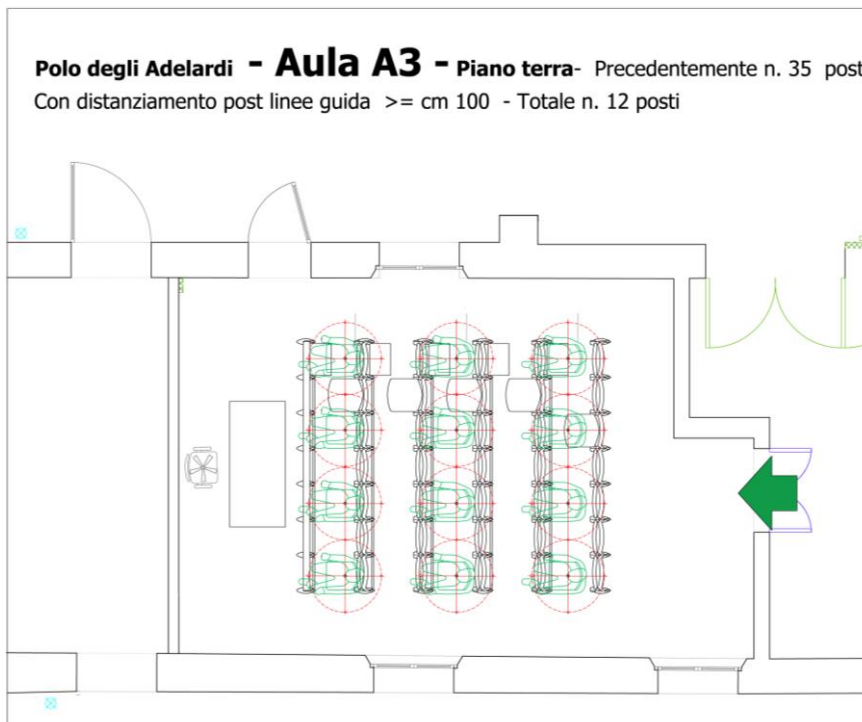 Polo degli Adelardi - Aula A3 - Piano terra- Precedentemente n. 35 post
Con distanziamento post linee guida >= cm 100 - Totale n. 12 posti